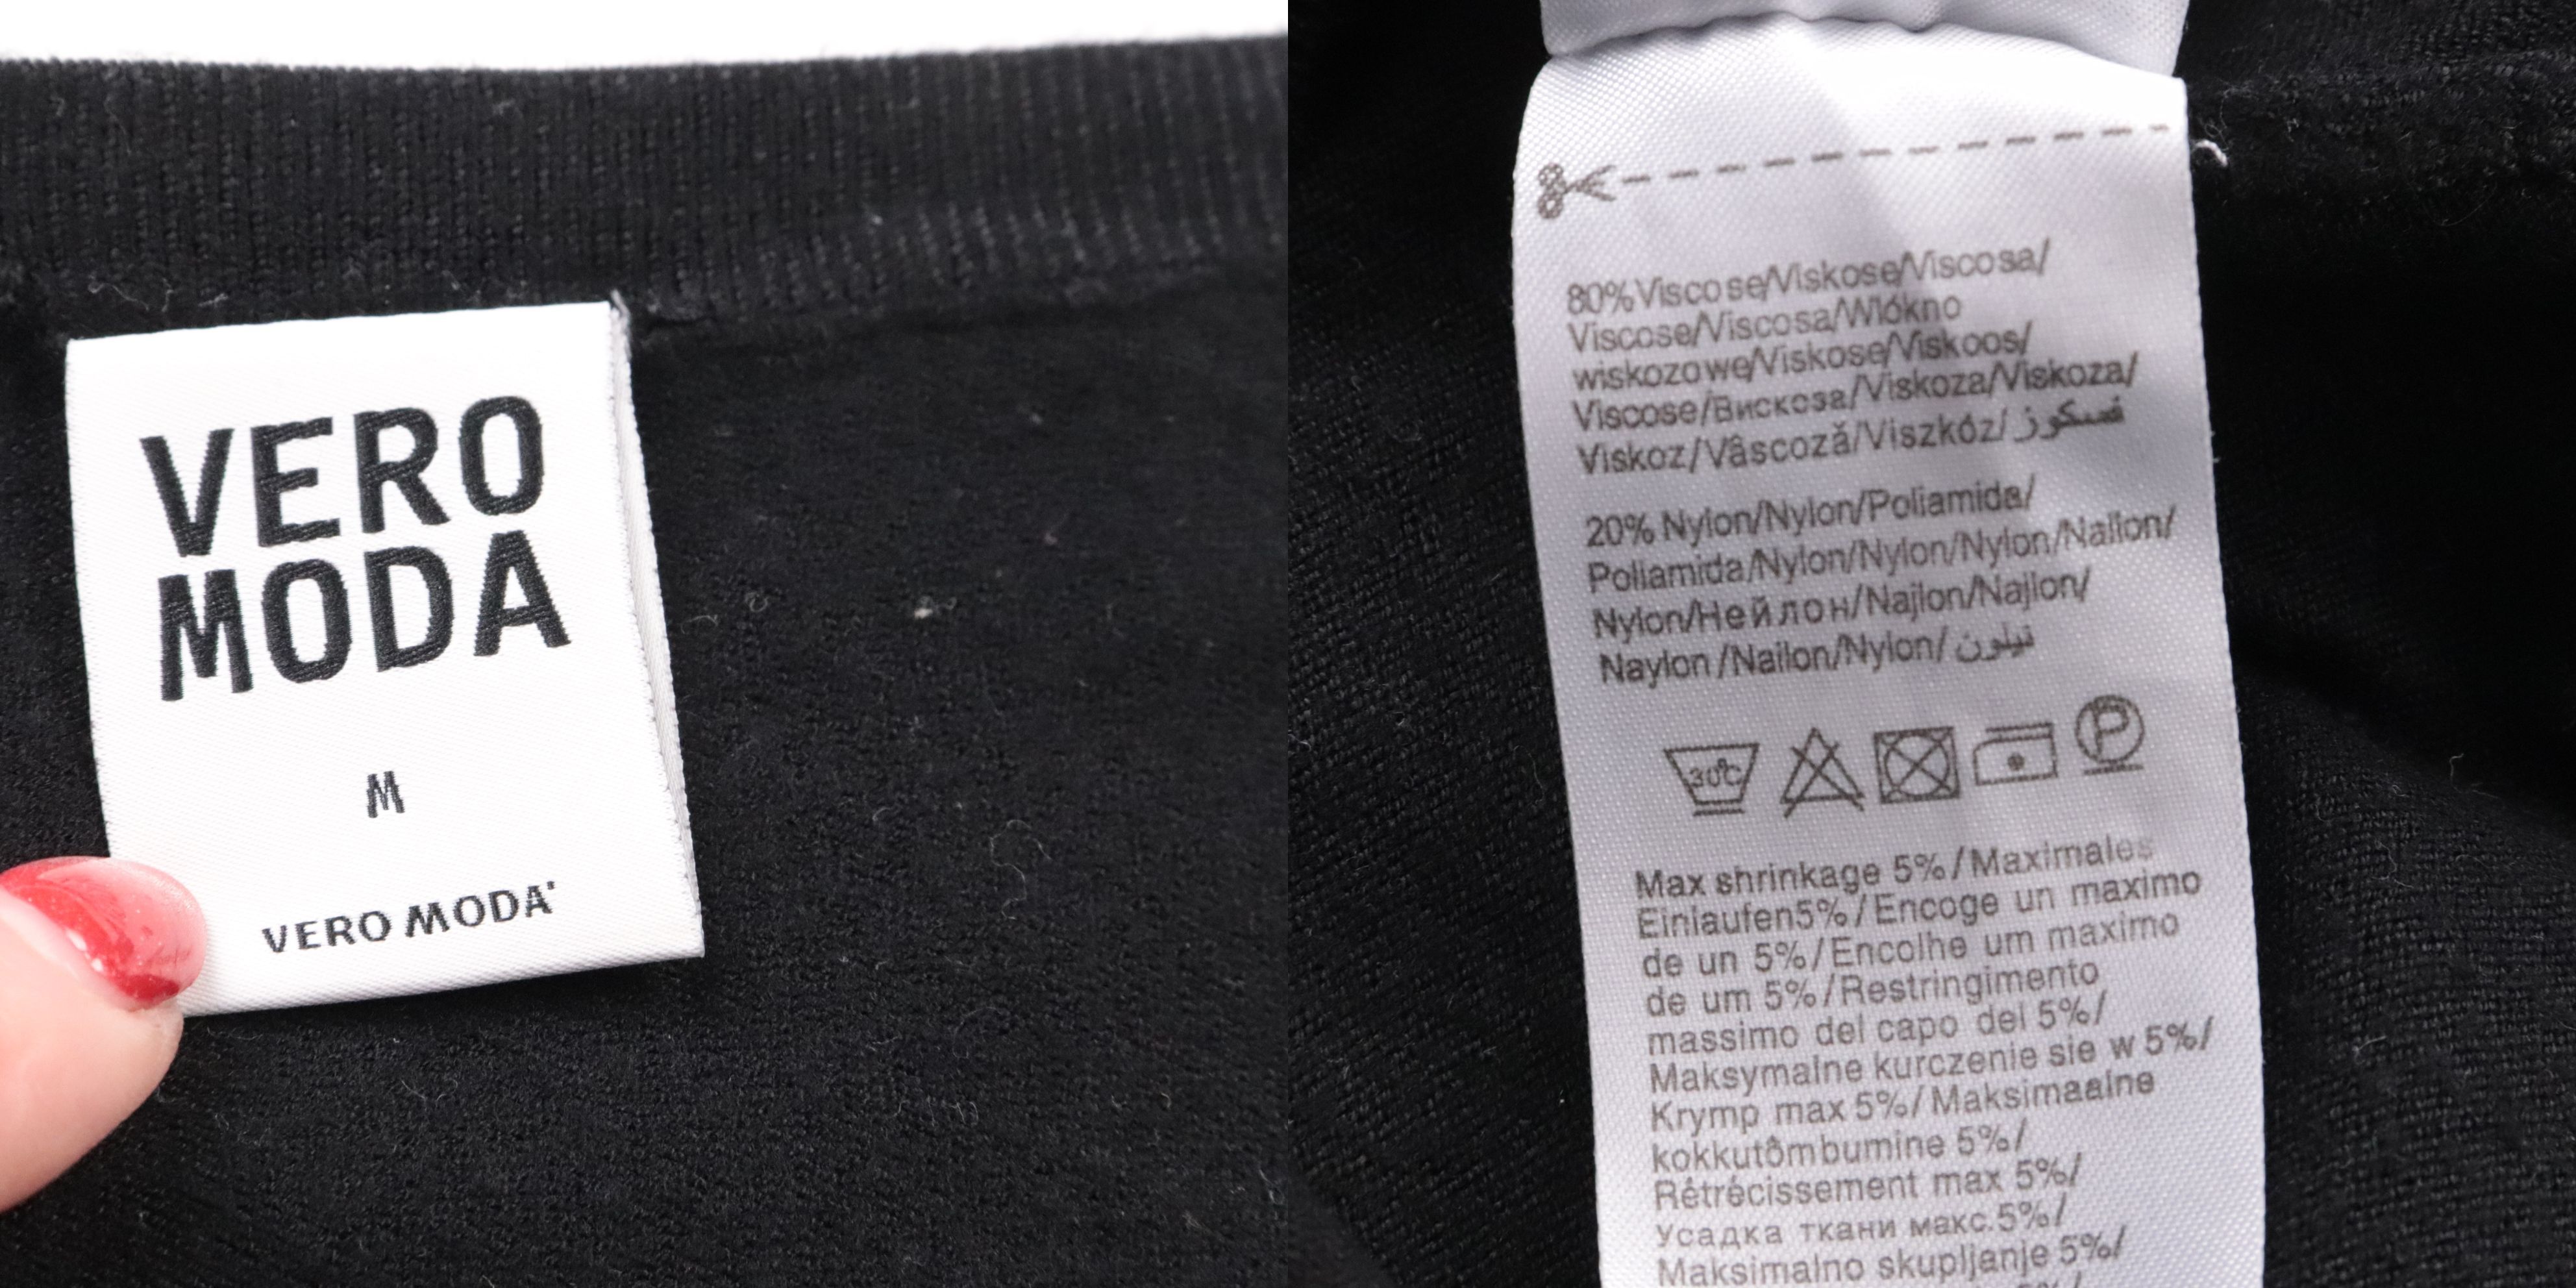 VERO
MODA
M
VERO MODA
80%Viscose/Viskose/Viscosa/
Viscose/Viscosa/Wlókno
wiskozowe/Viskose/Viskoos/
Viscose/Вискоза/Viskoza/Viskoza/
Viskoz/Vâscoză/Viszkóz/ فسكوز
20% Nylon/Nylon/Poliamida/
Poliamida/Nylon/Nylon/Nylon/Nailon/
Nylon/Нейлон/Najlon/Najlon/
Naylon/Nailon/Nylon/ نيلون
30°C
P
Max shrinkage 5%/Maximales
Einlaufen5%/Encoge un maximo
de un 5%/Encolhe um maximo
de um 5%/Restringimento
massimo del capo del 5%/
Maksymalne kurczenie sie w 5%/
Krymp max 5%/Maksimaalne
kokkutômbumine 5%/
Rêtrécissement max 5%/
Усадка ткани макс.5%/
Maksimalno skupljanje 5%/